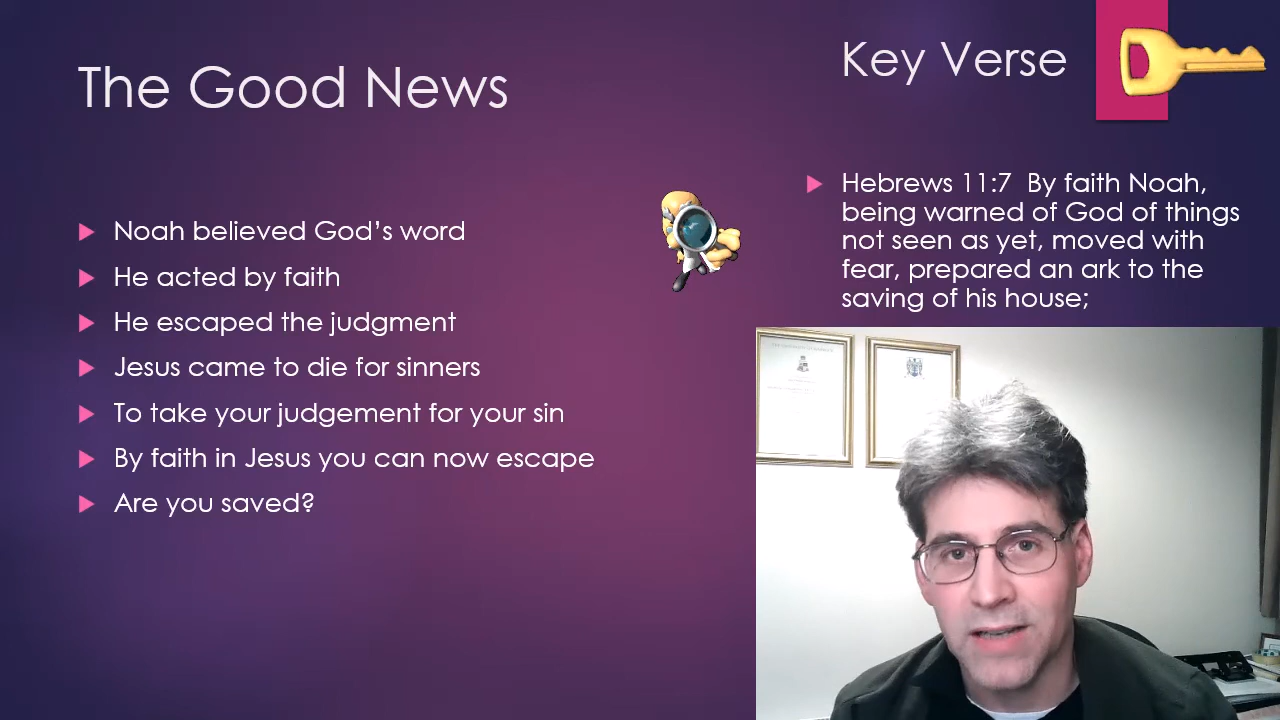 The Good News
Noah believed God's word
He acted by faith
He escaped the judgment
Jesus came to die for sinners
To take your judgement for your sin
By faith in Jesus you can now escape
Are you saved?
Key Verse
Hebrews 11:7  By faith Noah,
being warned of God of things
not seen as yet, moved with
fear, prepared an ark to the
saving of his house;